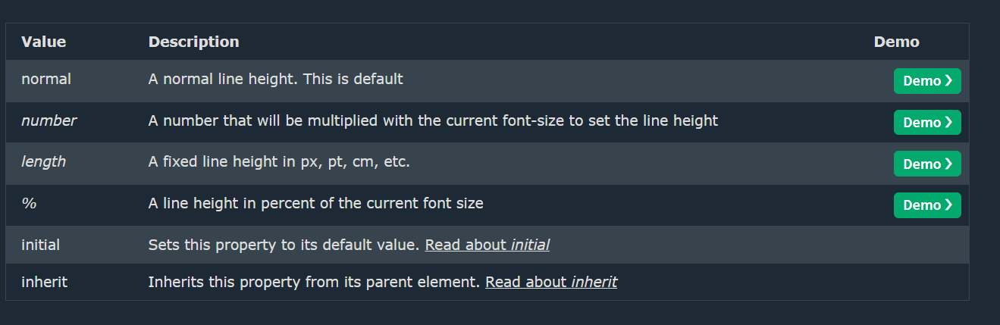 Value Description Demo
normal A normal line height. This is default Demo ❯
number A number that will be multiplied with the current font-size to set the line height Demo ❯
length A fixed line height in px, pt, cm, etc. Demo ❯
% A line height in percent of the current font size Demo ❯
initial Sets this property to its default value. Read about initial
inherit Inherits this property from its parent element. Read about inherit